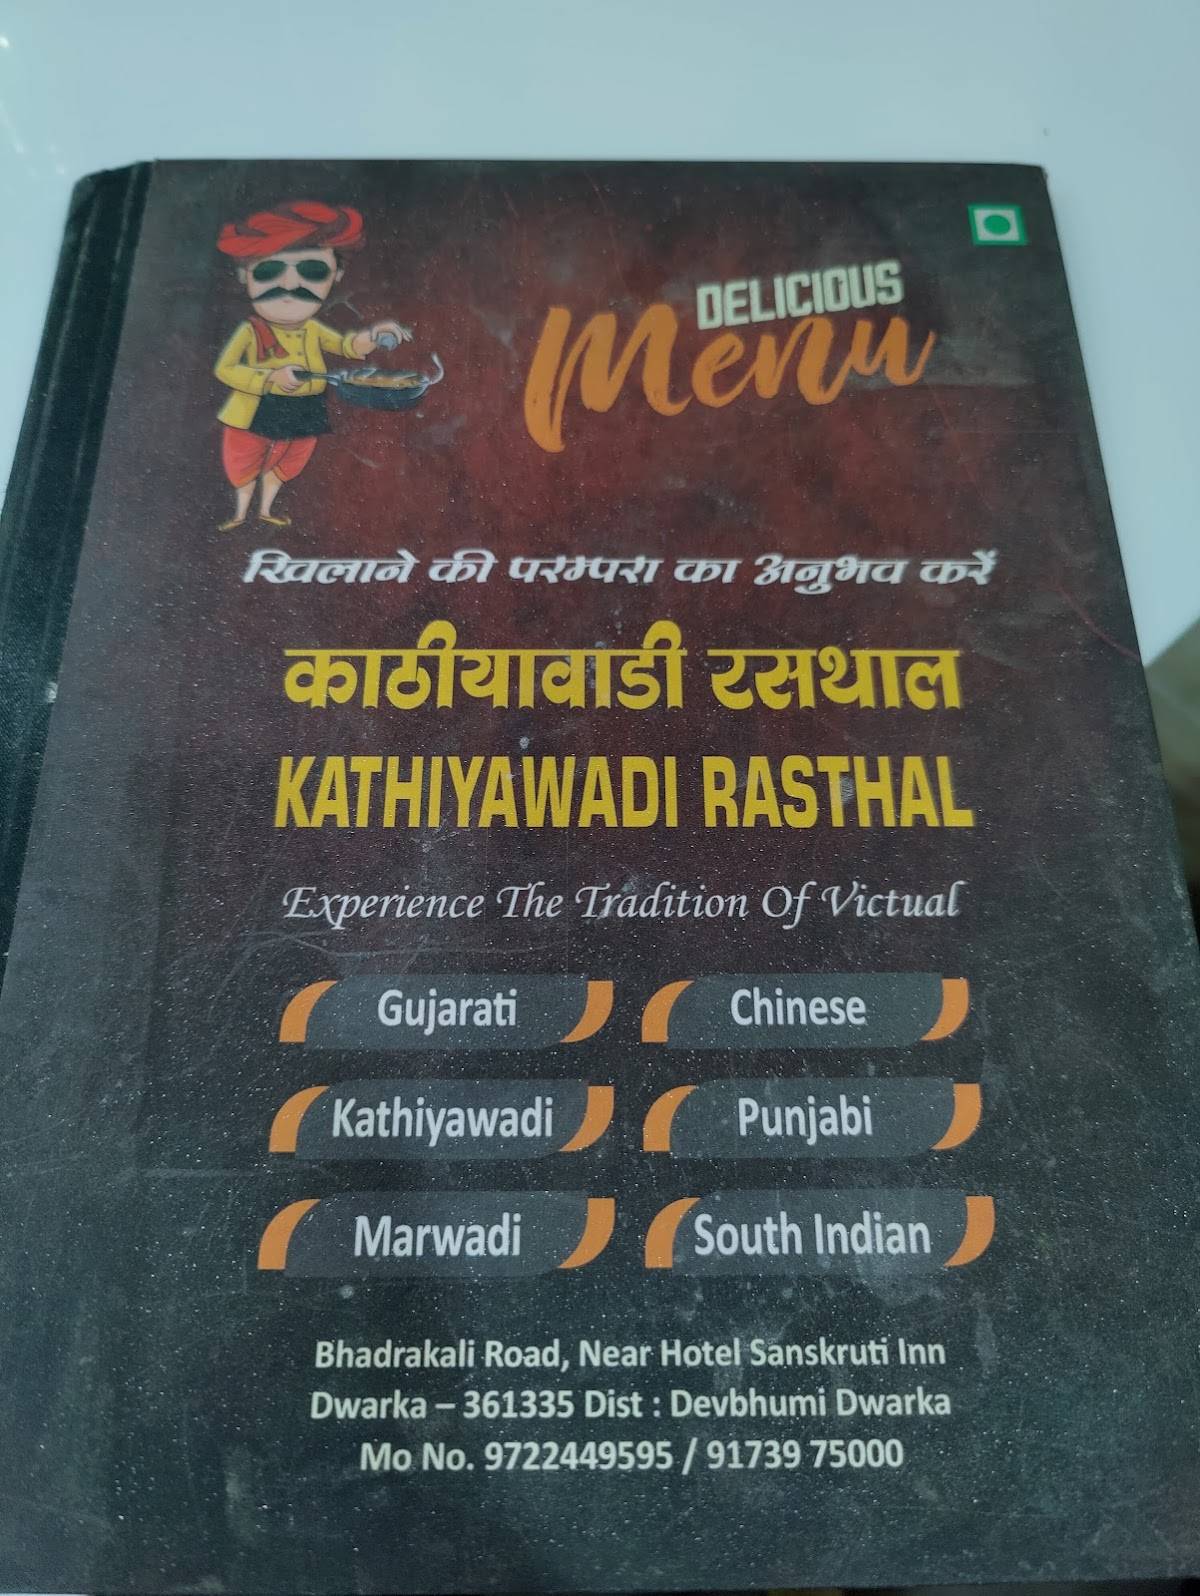 DELICIOUS
Menu
खिलाने की परम्परा का अनुभव करें
काठीयावाडी रसथाल
KATHIYAWADI RASTHAL
Experience The Tradition Of Victual
Gujarati
Chinese
Kathiyawadi
Punjabi
Marwadi
South Indian
Bhadrakali Road, Near Hotel Sanskruti Inn
Dwarka – 361335 Dist : Devbhumi Dwarka
Mo No. 9722449595 / 91739 75000